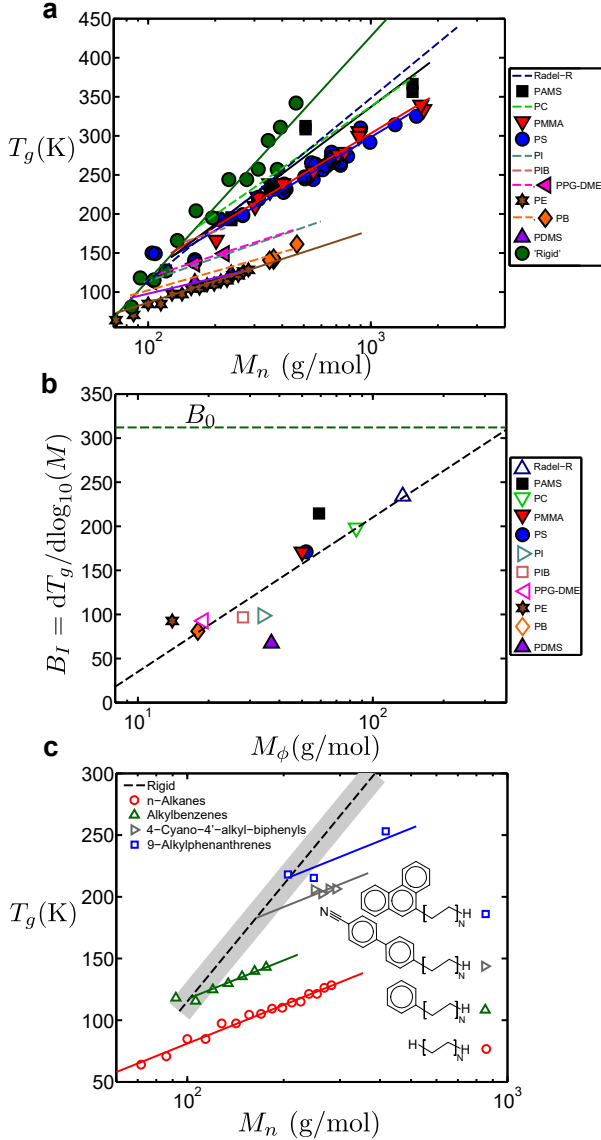 a
450
400
350
300
250
200
150
100
T_g(K)
10^2
10^3
M_n (g/mol)
Radel-R
PAMS
PC
PMMA
PS
PI
PIB
PPG-DME
PE
PB
PDMS
'Rigid'
b
350
300
250
200
150
100
50
0
B_0
B_I = dT_g/dlog_10(M)
10^1
10^2
M_ϕ(g/mol)
Radel-R
PAMS
PC
PMMA
PS
PI
PIB
PPG-DME
PE
PB
PDMS
c
300
250
200
150
100
50
T_g(K)
Rigid
n-Alkanes
Alkylbenzenes
4-Cyano-4'-alkyl-biphenyls
9-Alkylphenanthrenes
H
N
N
H
N
H
N
H
H
N
10^2
10^3
M_n (g/mol)